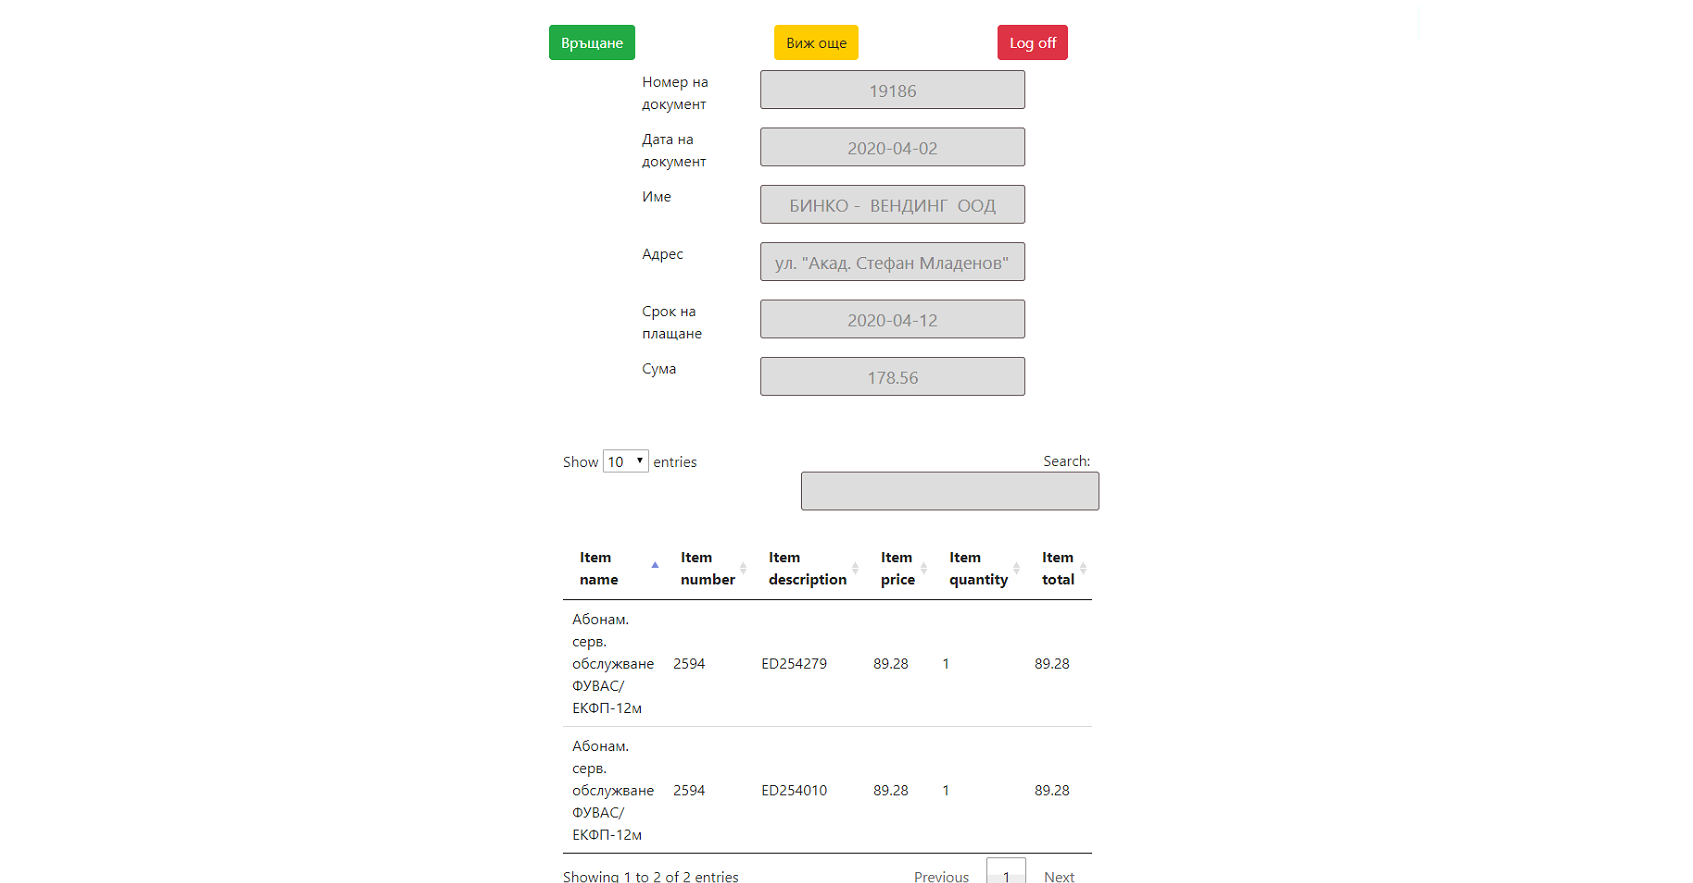 Връщане
Виж още
Log off
Номер на
документ
19186
Дата на
документ
2020-04-02
Име
БИНКО -  ВЕНДИНГ  ООД
Адрес
ул. "Акад. Стефан Младенов"
Срок на
плащане
2020-04-12
Сума
178.56
Show 10 entries
Search:
Item name
Item number
Item description
Item price
Item quantity
Item total
Абонам.
серв.
обслужване 2594 ED254279 89.28 1 89.28
ФУВАС/
ЕКФП-12м
Абонам.
серв.
обслужване 2594 ED254010 89.28 1 89.28
ФУВАС/
ЕКФП-12м
Showing 1 to 2 of 2 entries
Previous 1 Next